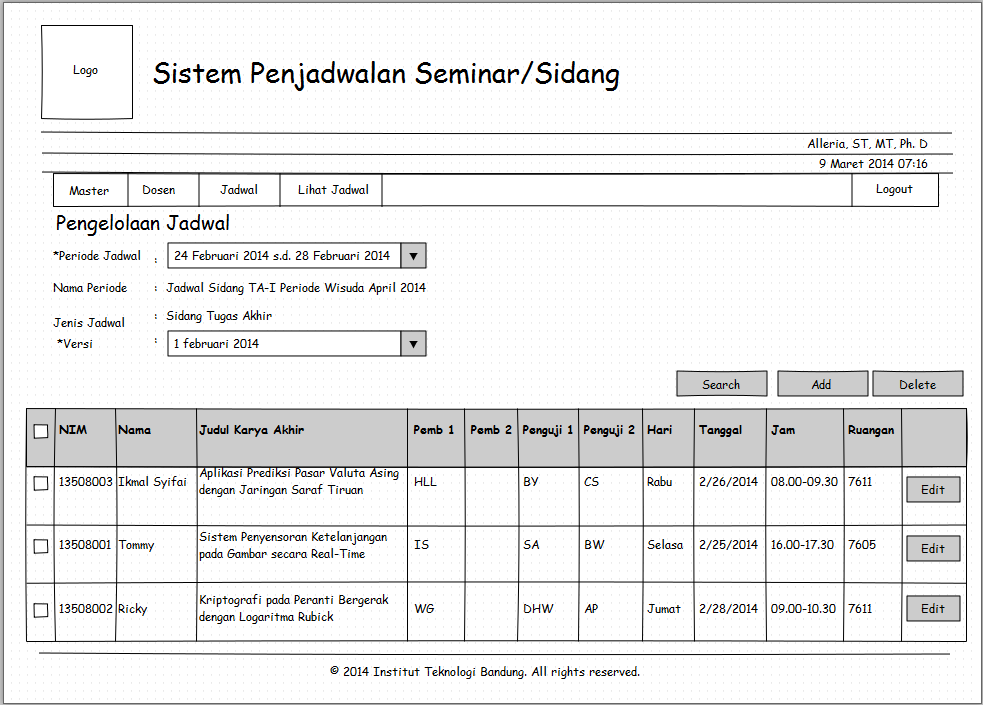 Logo
Sistem Penjadwalan Seminar/Sidang
Alleria, ST, MT, Ph. D
9 Maret 2014 07:16
Master Dosen Jadwal Lihat Jadwal Logout
Pengelolaan Jadwal
*Periode Jadwal : 24 Februari 2014 s.d. 28 Februari 2014 ▼
Nama Periode : Jadwal Sidang TA-I Periode Wisuda April 2014
Jenis Jadwal : Sidang Tugas Akhir
*Versi : 1 februari 2014 ▼
Search Add Delete
NIM Nama Judul Karya Akhir Pemb 1 Pemb 2 Penguji 1 Penguji 2 Hari Tanggal Jam Ruangan
13508003 Ikmal Syifai Aplikasi Prediksi Pasar Valuta Asing
dengan Jaringan Saraf Tiruan HLL BY CS Rabu 2/26/2014 08.00-09.30 7611 Edit
13508001 Tommy Sistem Penyensoran Ketelanjangan
pada Gambar secara Real-Time IS SA BW Selasa 2/25/2014 16.00-17.30 7605 Edit
13508002 Ricky Kriptografi pada Peranti Bergerak
dengan Logaritma Rubick WG DHW AP Jumat 2/28/2014 09.00-10.30 7611 Edit
© 2014 Institut Teknologi Bandung. All rights reserved.